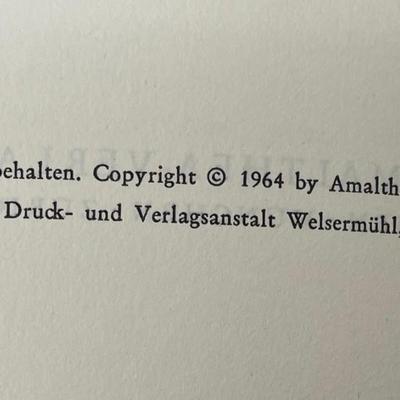 behalten. Copyright © 1964 by Amalth
Druck- und Verlagsanstalt Welsermühl,